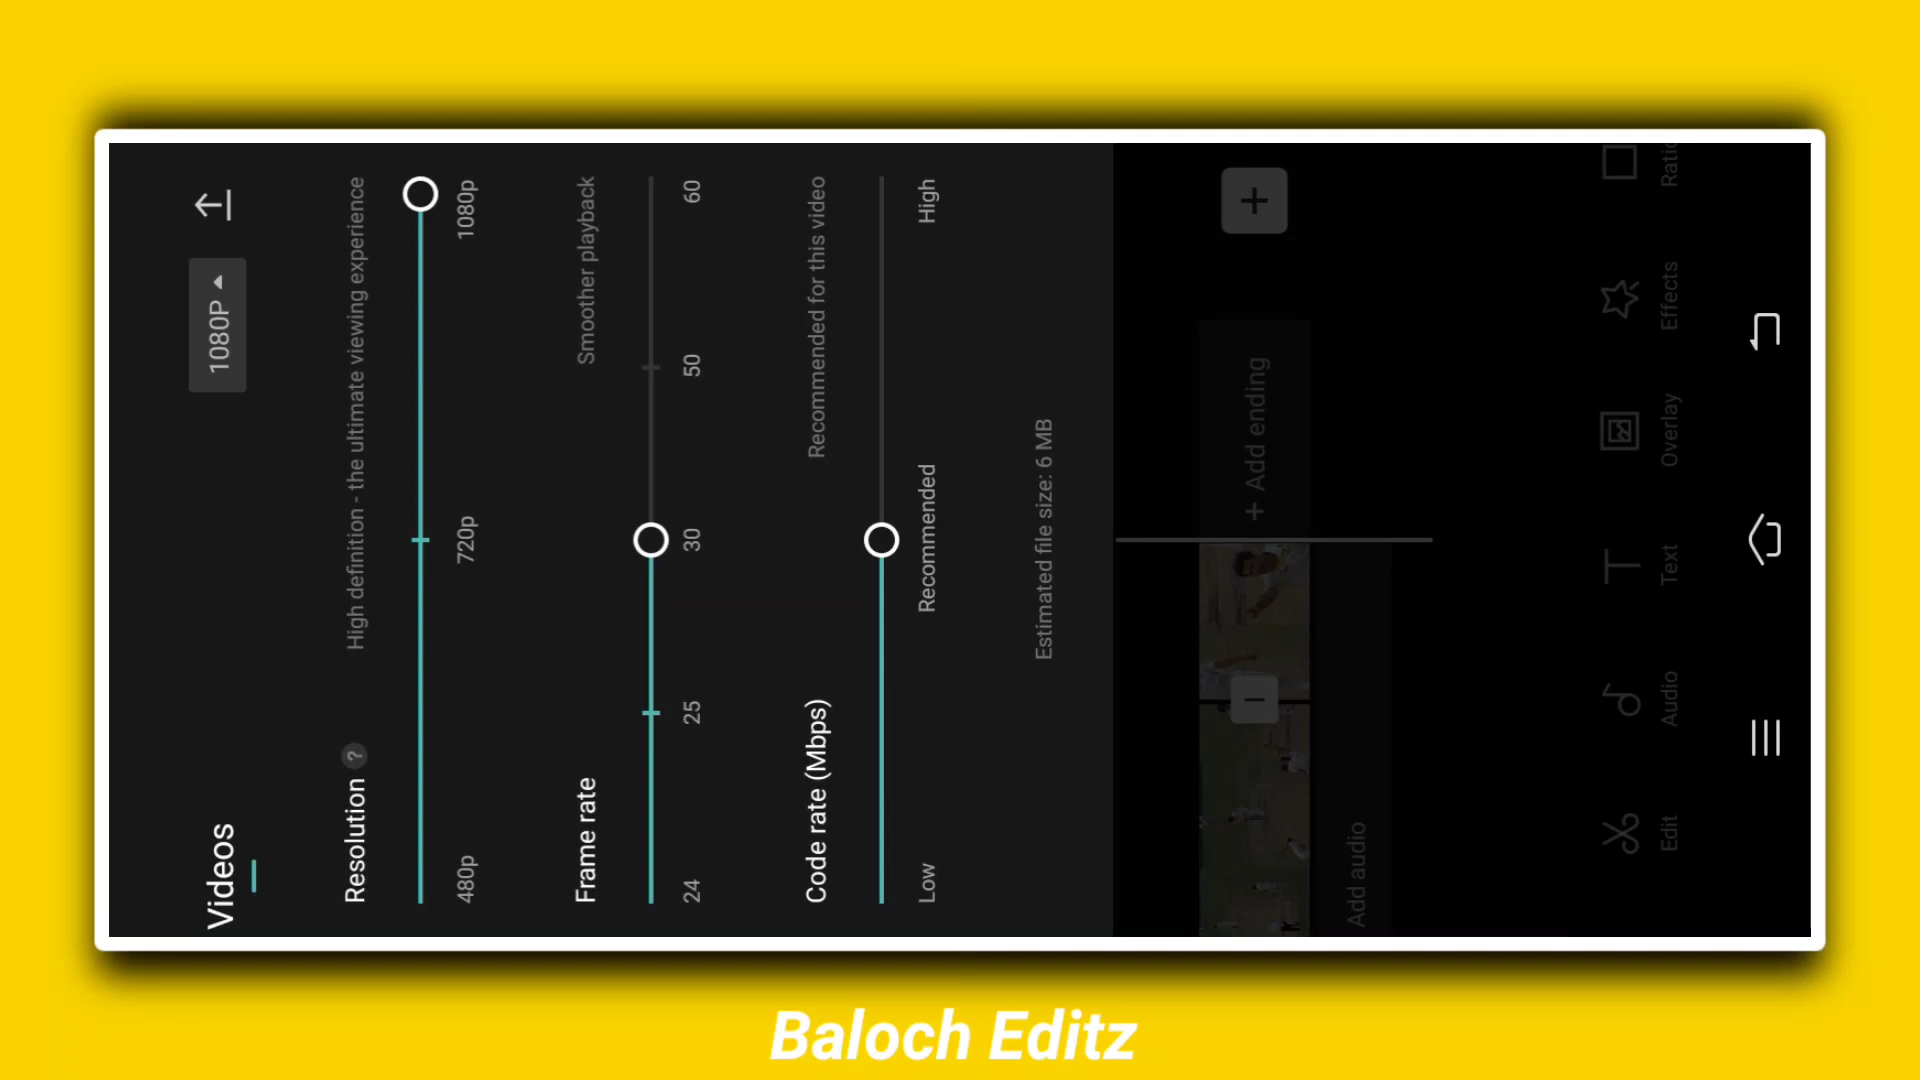 Videos
1080P
Resolution ?
High definition - the ultimate viewing experience
480p
720p
1080p
Frame rate
Smoother playback
24
25
30
50
60
Code rate (Mbps)
Recommended for this video
Low
Recommended
High
Estimated file size: 6 MB
+ Add ending
Add audio
Edit
Audio
Text
Overlay
Effects
Baloch Editz